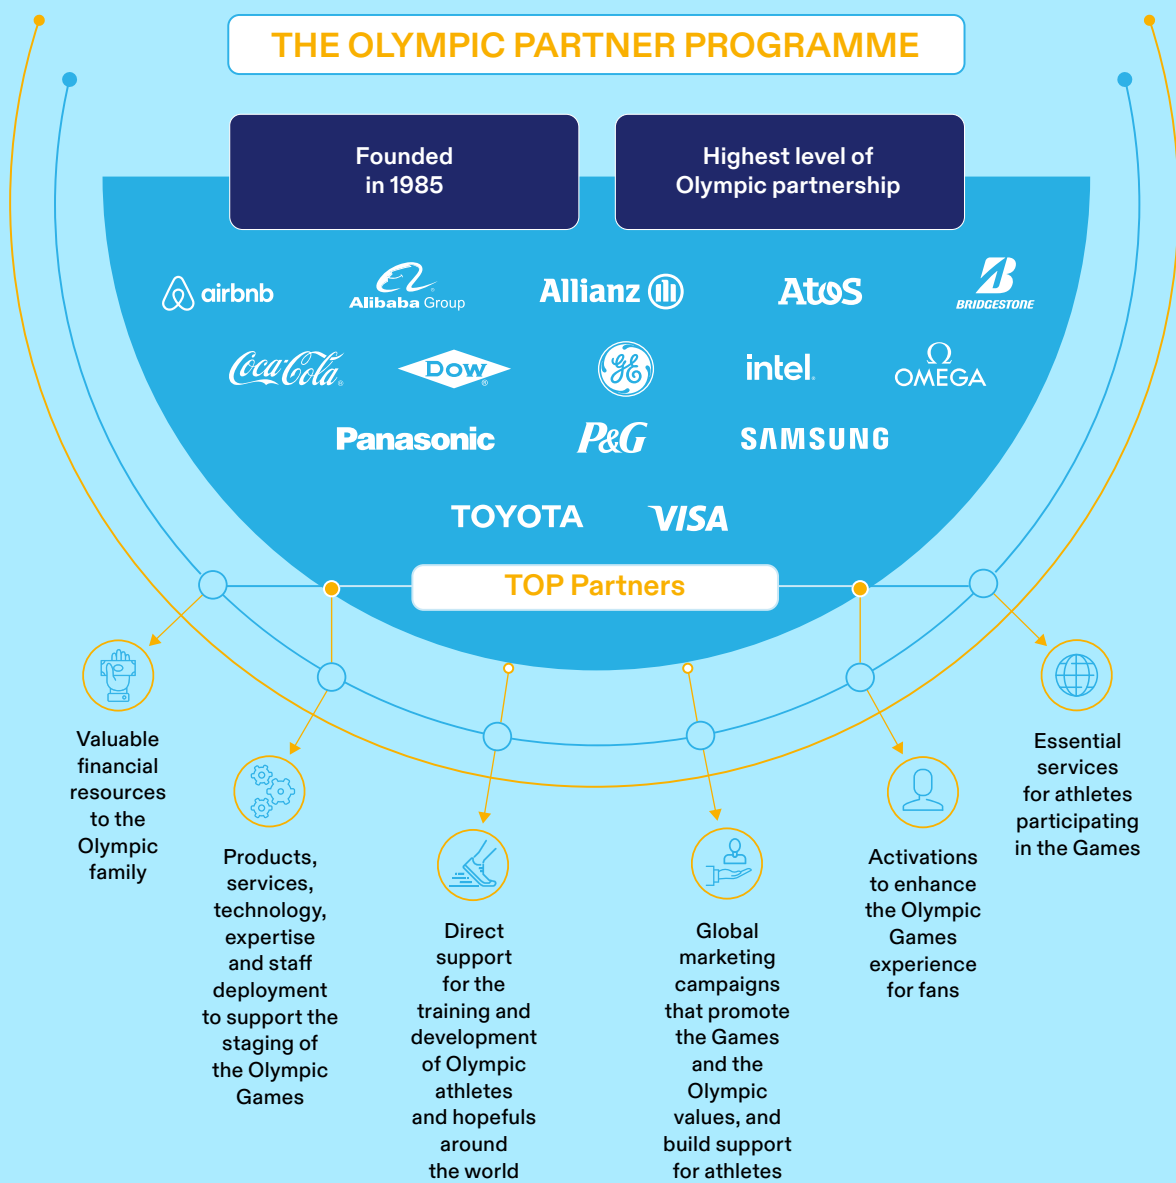 THE OLYMPIC PARTNER PROGRAMME
Founded
in 1985
Highest level of
Olympic partnership
airbnb
Alibaba Group
Allianz
Atos
BRIDGESTONE
Coca-Cola
Dow
GE
intel
Ω
OMEGA
Panasonic
P&G
SAMSUNG
TOYOTA
VISA
TOP Partners
Valuable
financial
resources
to the
Olympic
family
Products,
services,
technology,
expertise
and staff
deployment
to support the
staging of
the Olympic
Games
Direct
support
for the
training and
development
of Olympic
athletes
and hopefuls
around
the world
Global
marketing
campaigns
that promote
the Games
and the
Olympic
values, and
build support
for athletes
Activations
to enhance
the Olympic
Games
experience
for fans
Essential
services
for athletes
participating
in the Games